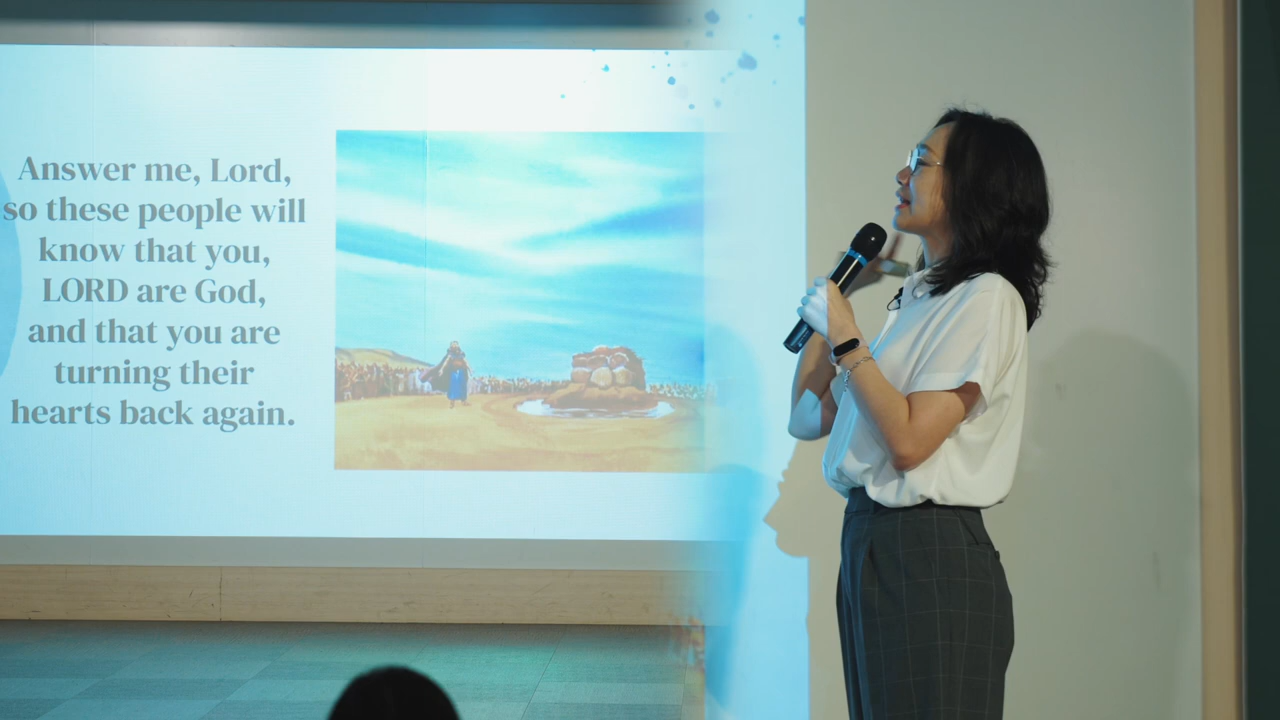 Answer me, Lord,
so these people will
know that you,
LORD are God,
and that you are
turning their
hearts back again.